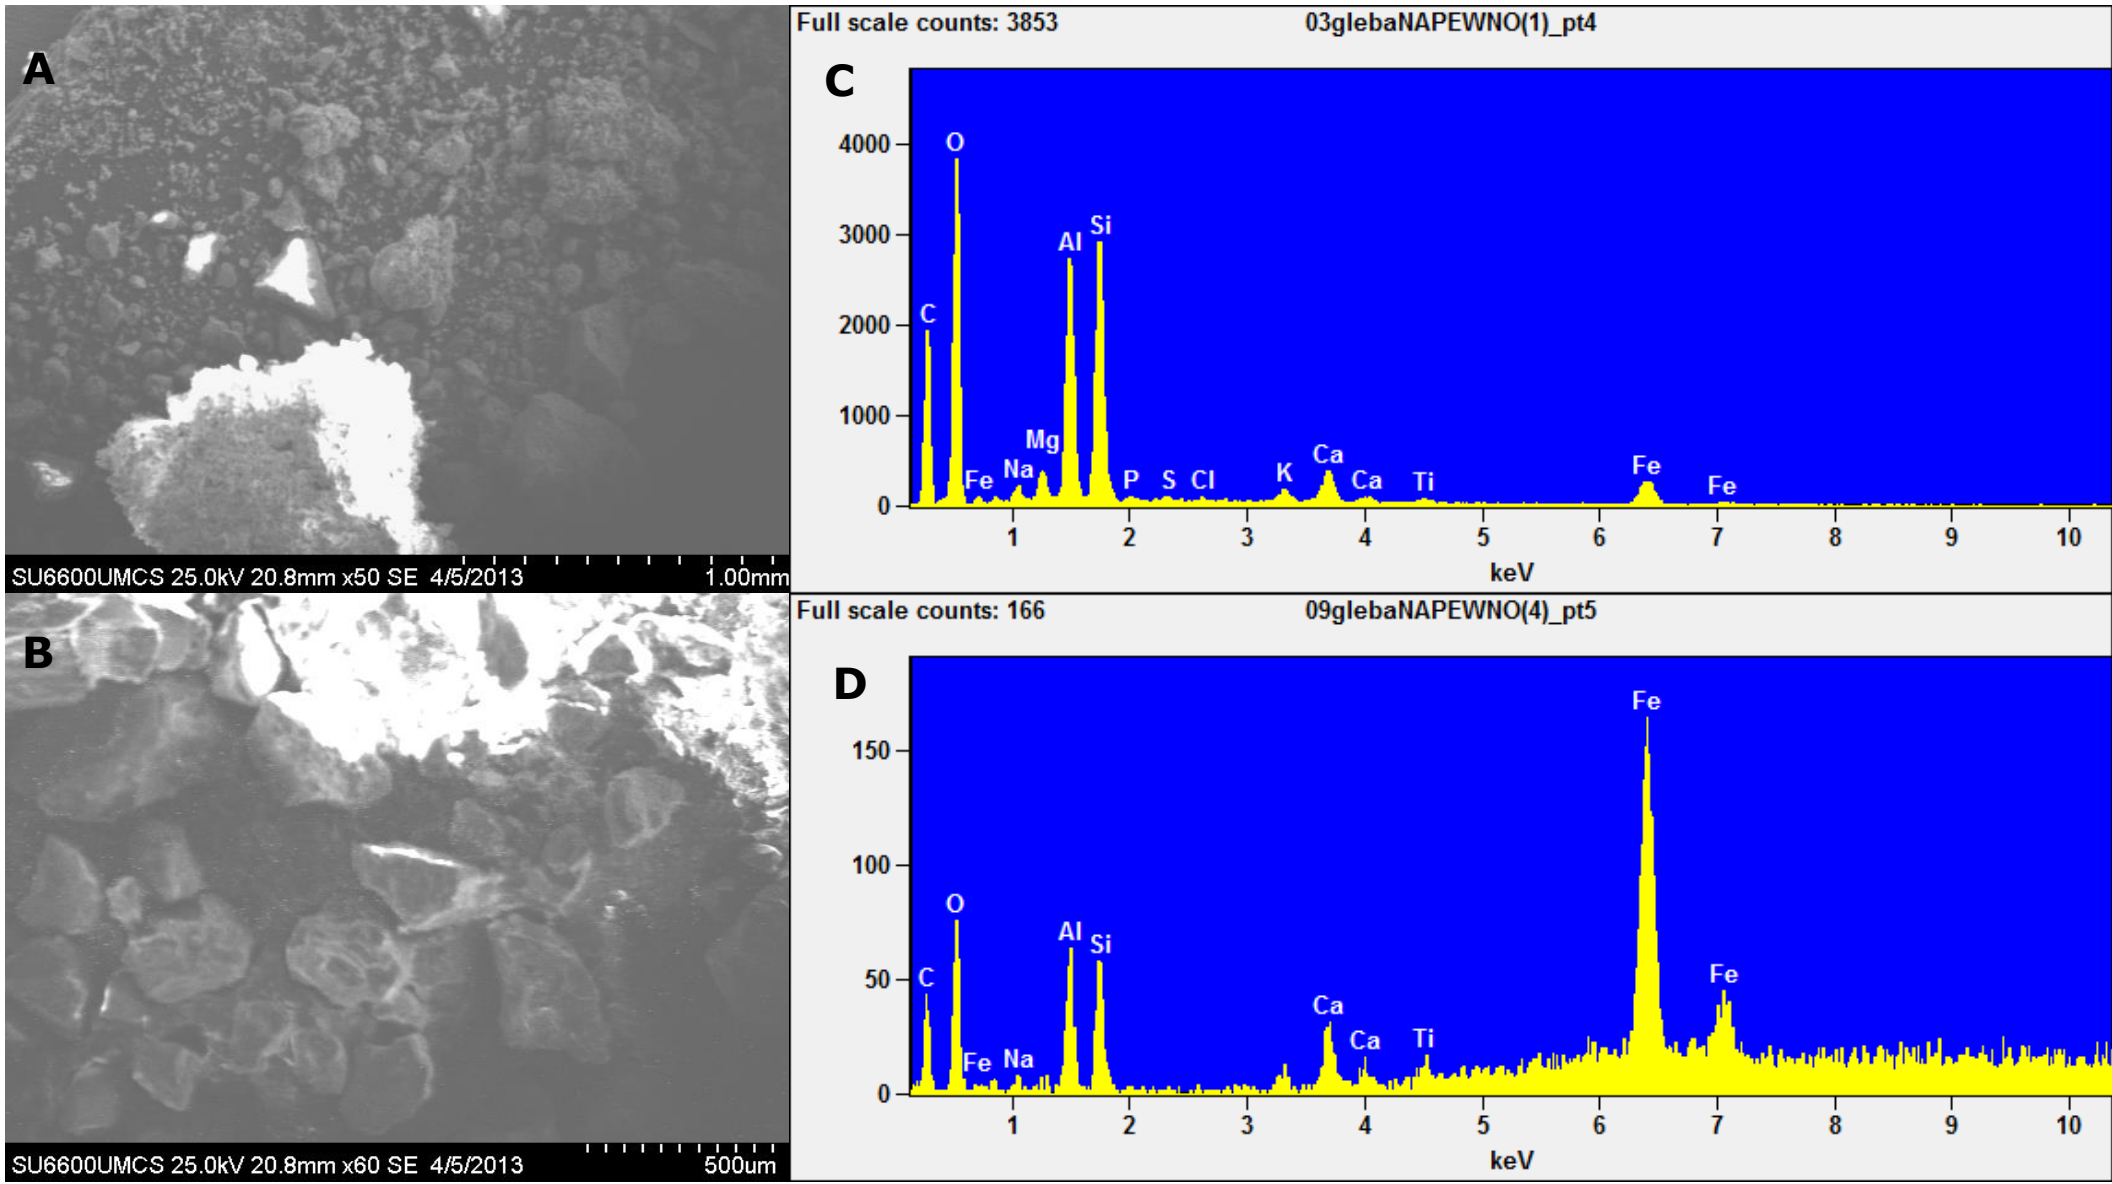 A
SU6600UMCS 25.0kV 20.8mm x50 SE 4/5/2013 1.00mm
B
SU6600UMCS 25.0kV 20.8mm x60 SE 4/5/2013 500um
Full scale counts: 3853 03glebaNAPEWNO(1)_pt4
C
4000
3000
2000
1000
0
C O Fe Na Mg Al Si P S Cl K Ca Ca Ti Fe Fe
1 2 3 4 5 6 7 8 9 10
keV
Full scale counts: 166 09glebaNAPEWNO(4)_pt5
D
150
100
50
0
C O Fe Na Al Si Ca Ca Ti Fe Fe
1 2 3 4 5 6 7 8 9 10
keV